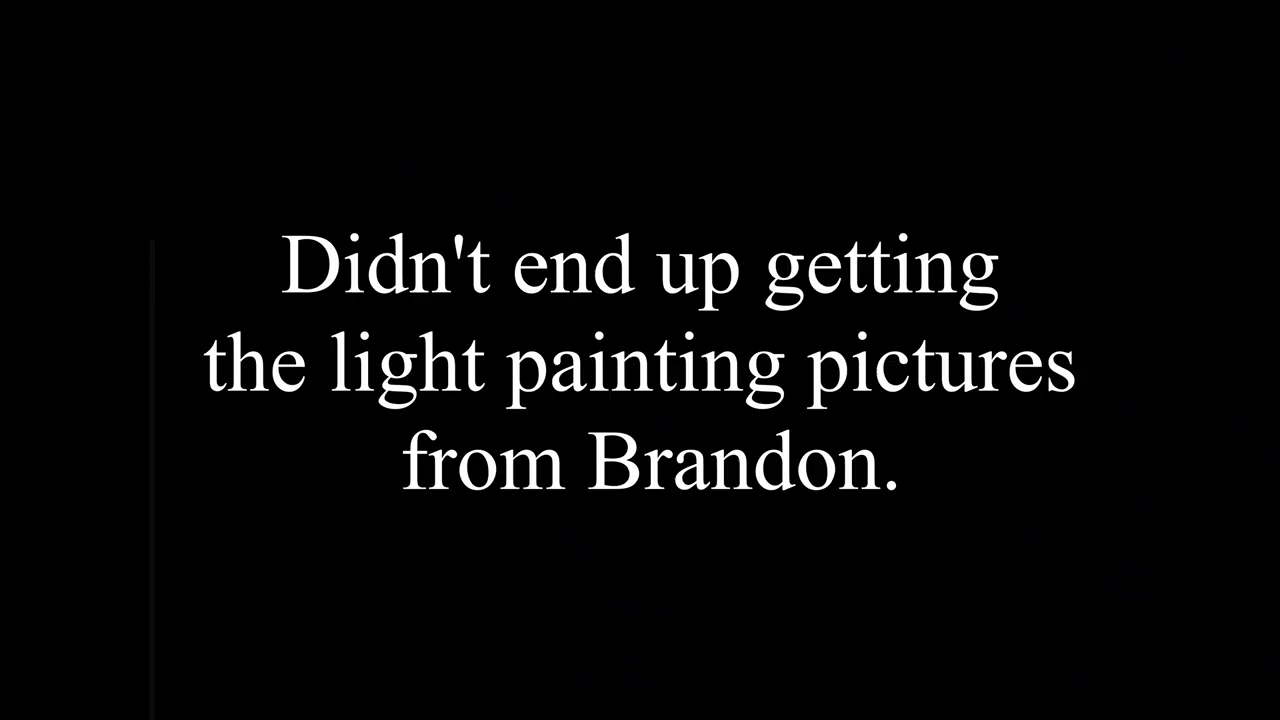 Didn't end up getting
the light painting pictures
from Brandon.